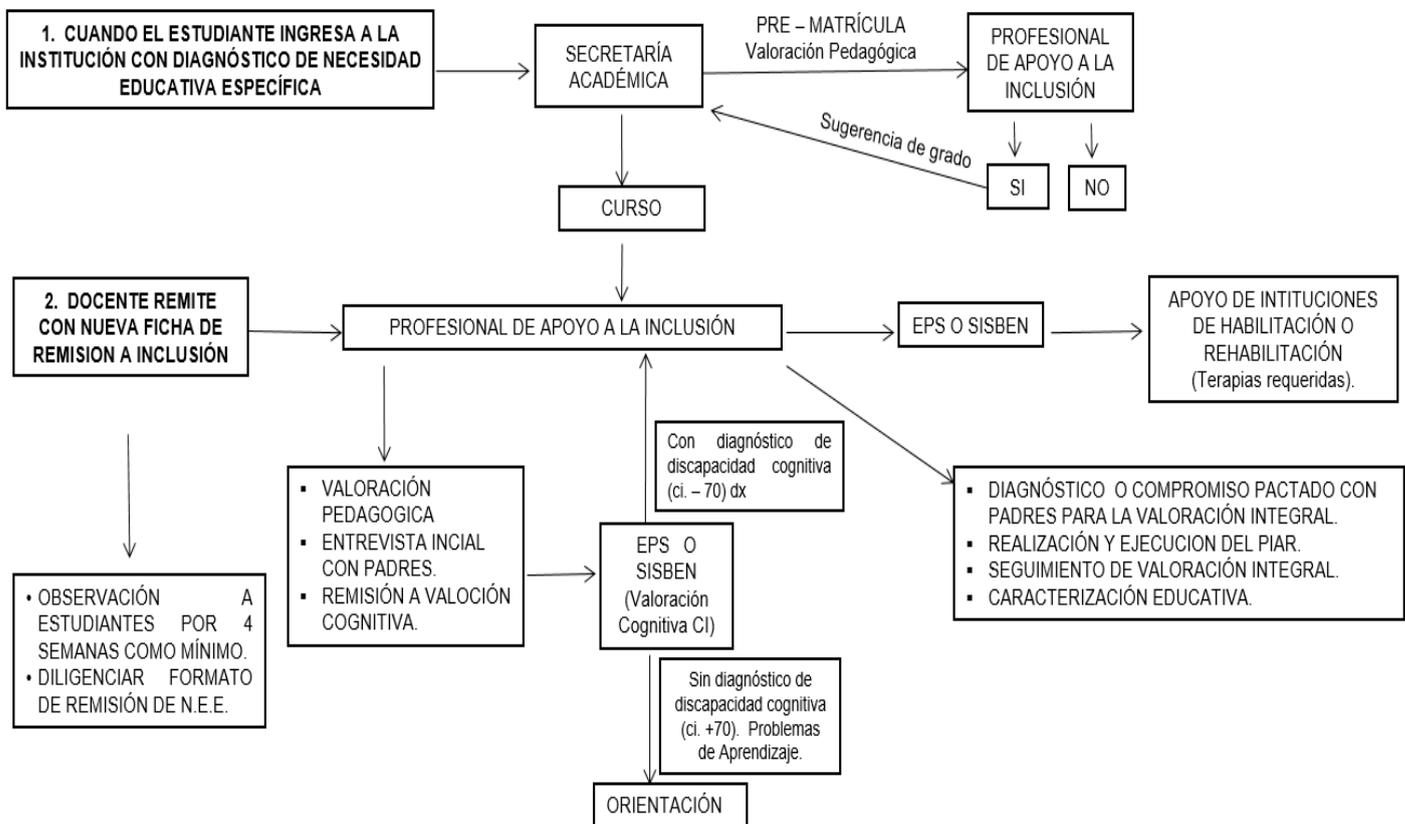 1. CUANDO EL ESTUDIANTE INGRESA A LA
INSTITUCIÓN CON DIAGNÓSTICO DE NECESIDAD
EDUCATIVA ESPECÍFICA
SECRETARÍA
ACADÉMICA
PRE – MATRÍCULA
Valoración Pedagógica
PROFESIONAL
DE APOYO A LA
INCLUSIÓN
Sugerencia de grado
SI
NO
CURSO
2. DOCENTE REMITE
CON NUEVA FICHA DE
REMISION A INCLUSIÓN
PROFESIONAL DE APOYO A LA INCLUSIÓN
EPS O SISBEN
APOYO DE INTITUCIONES
DE HABILITACIÓN O
REHABILITACIÓN
(Terapias requeridas).
Con diagnóstico de
discapacidad cognitiva
(ci. – 70) dx
▪ VALORACIÓN
PEDAGOGICA
▪ ENTREVISTA INCIAL
CON PADRES.
▪ REMISIÓN A VALOCIÓN
COGNITIVA.
EPS O
SISBEN
(Valoración
Cognitiva CI)
▪ DIAGNÓSTICO O COMPROMISO PACTADO CON
PADRES PARA LA VALORACIÓN INTEGRAL.
▪ REALIZACIÓN Y EJECUCION DEL PIAR.
▪ SEGUIMIENTO DE VALORACIÓN INTEGRAL.
▪ CARACTERIZACIÓN EDUCATIVA.
• OBSERVACIÓN A
ESTUDIANTES POR 4
SEMANAS COMO MÍNIMO.
• DILIGENCIAR FORMATO
DE REMISIÓN DE N.E.E.
Sin diagnóstico de
discapacidad cognitiva
(ci. +70). Problemas
de Aprendizaje.
ORIENTACIÓN